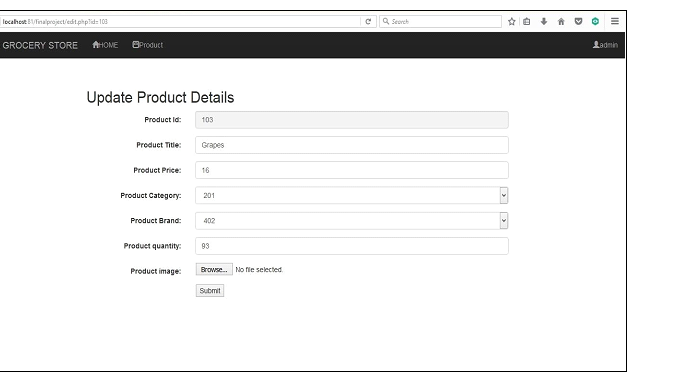 localhost:81/finalproject/edit.php?id=103
Search
GROCERY STORE HOME Product admin
Update Product Details
Product Id: 103
Product Title: Grapes
Product Price: 16
Product Category: 201
Product Brand: 402
Product quantity: 93
Product image: Browse... No file selected.
Submit